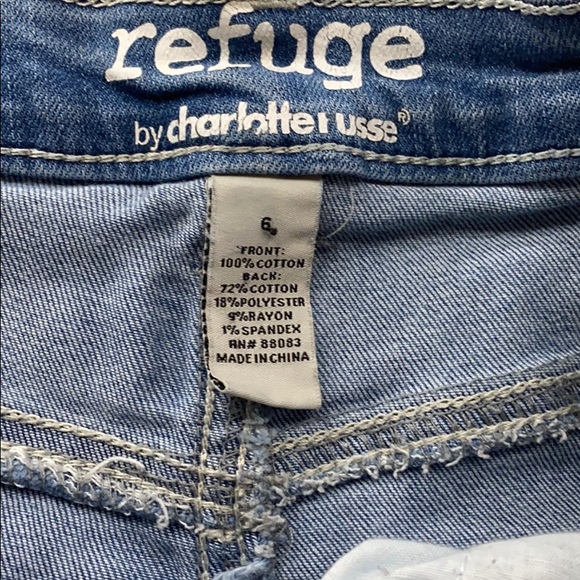 refuge
by charlotte russe®
6
FRONT:
100% COTTON
BACK:
72% COTTON
18% POLYESTER
9% RAYON
1% SPANDEX
RN# 88083
MADE IN CHINA